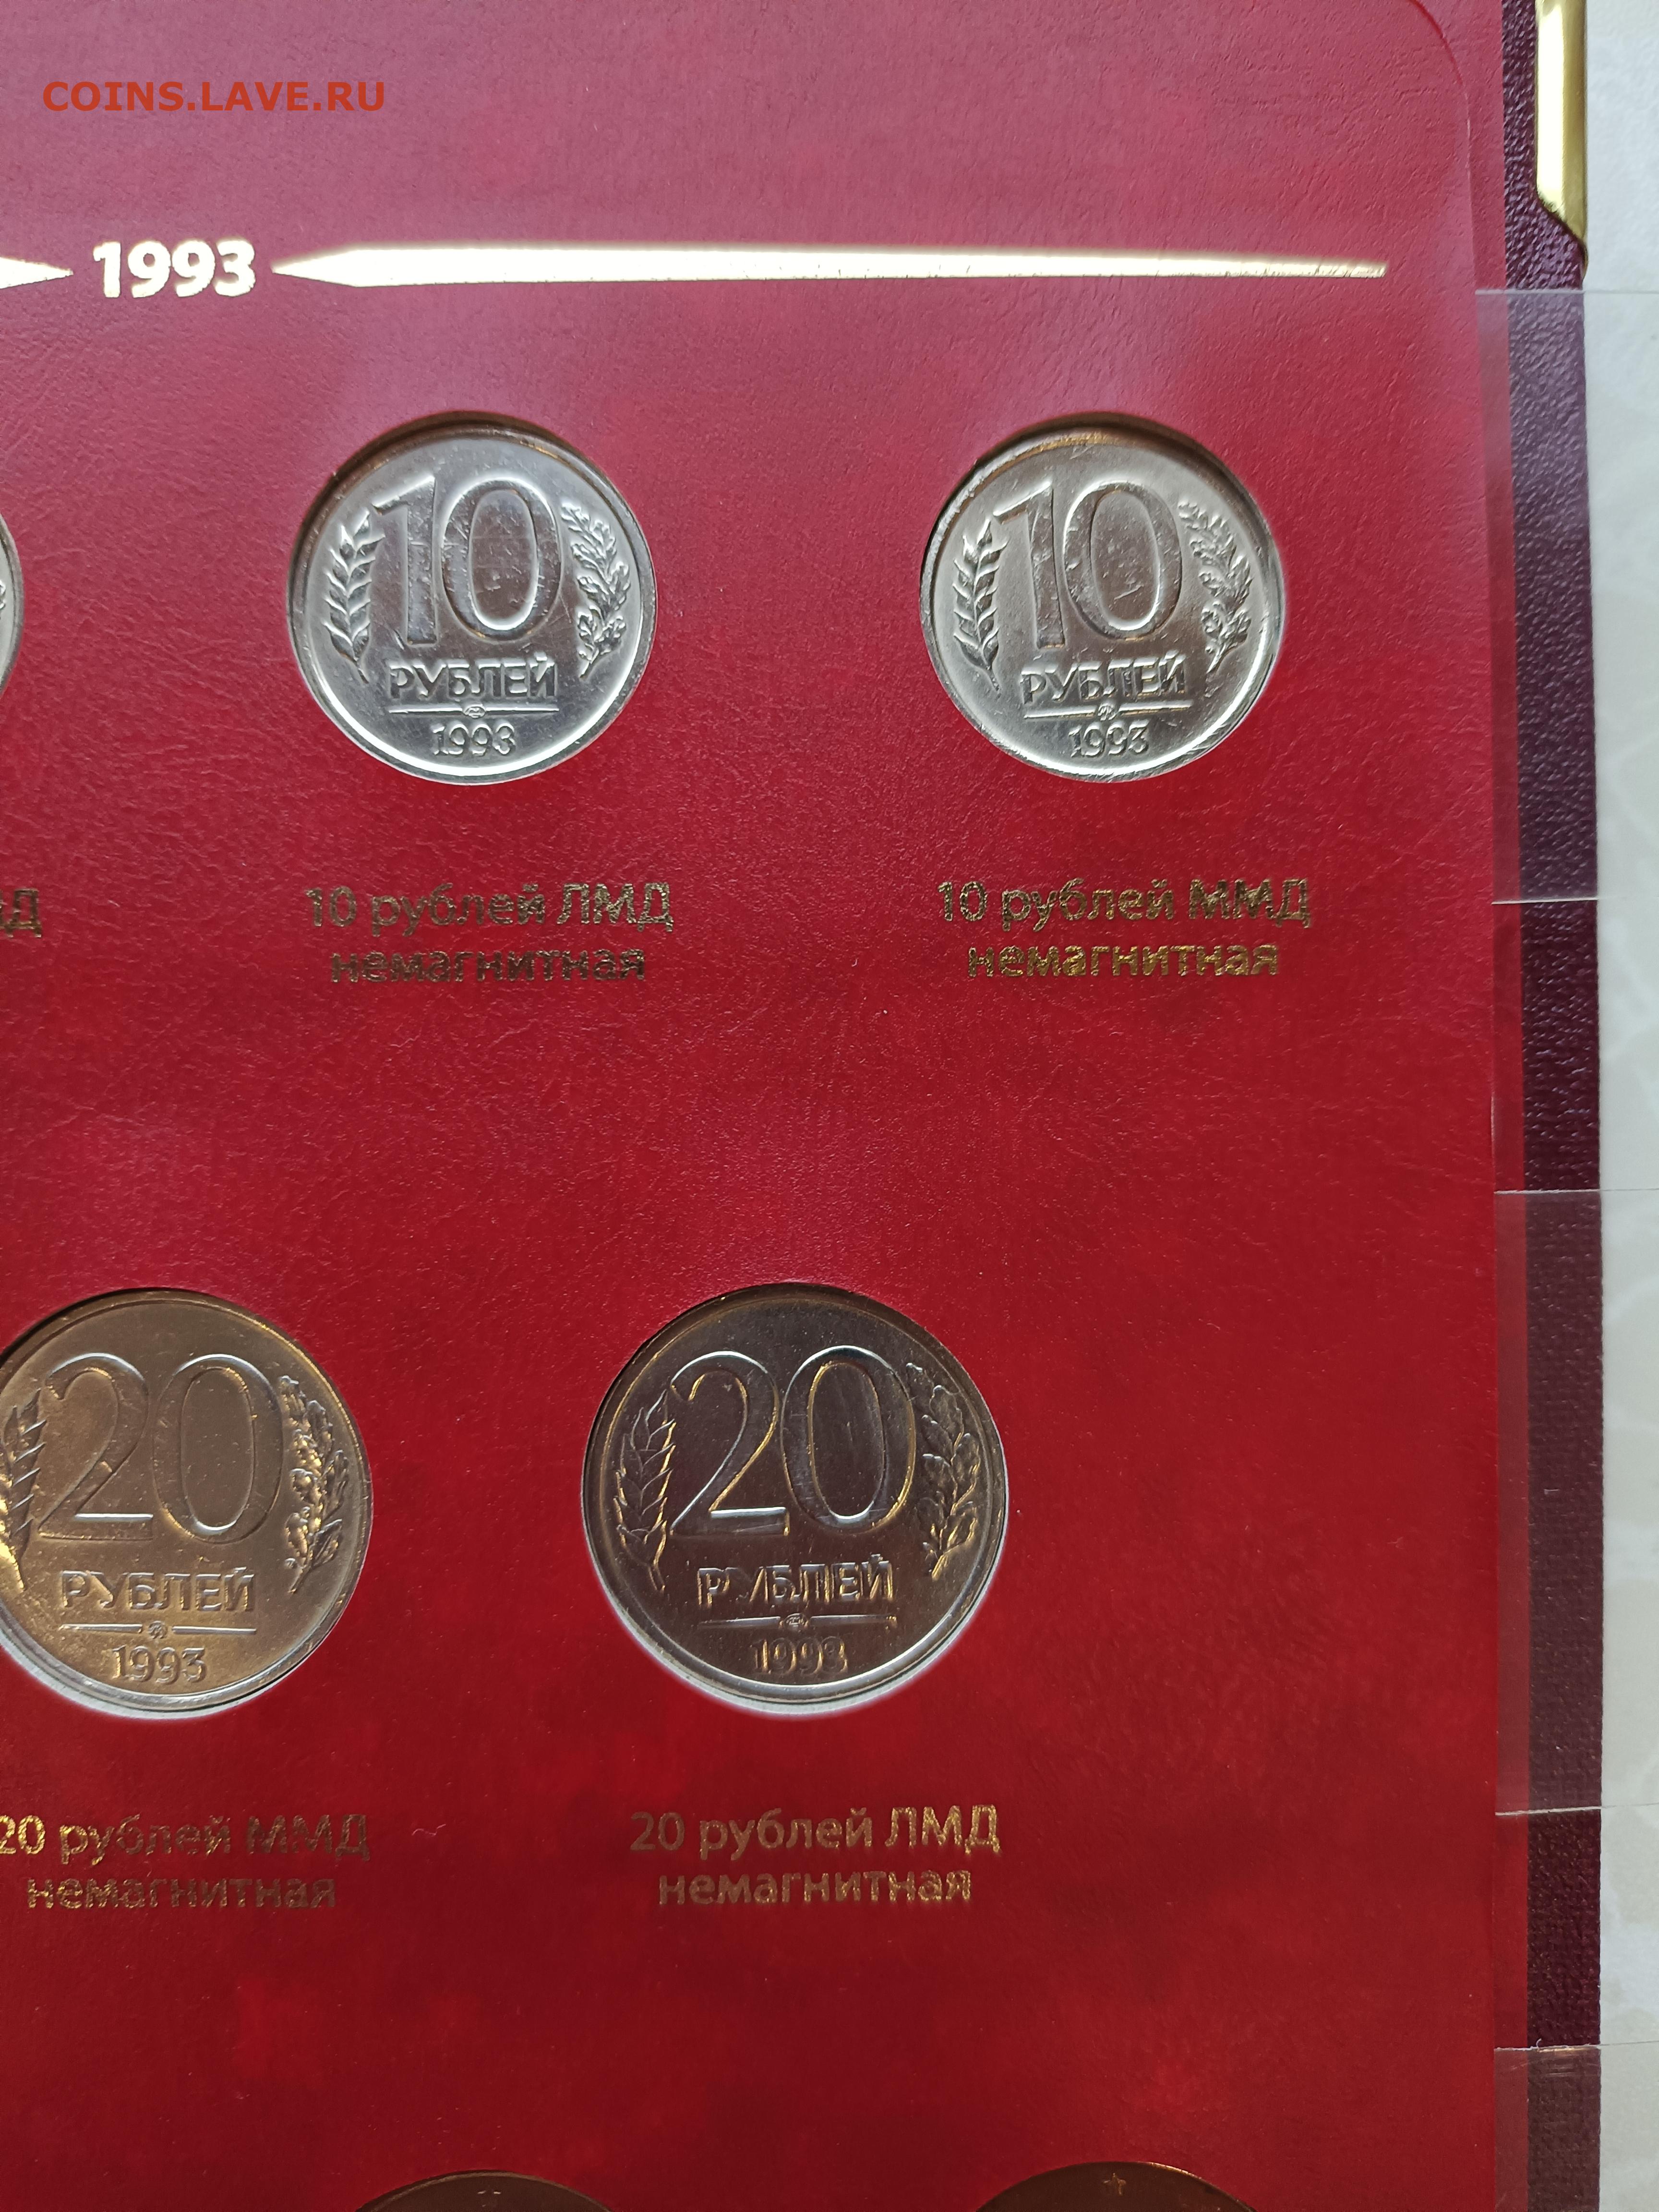 COINS.LAVE.RU
1993
10
РУБЛЕЙ
1993
10
РУБЛЕЙ
1993
10 рублей ЛМД
немагнитная
10 рублей ММД
немагнитная
20
РУБЛЕЙ
1993
20
РУБЛЕЙ
1993
20 рублей ММД
немагнитная
20 рублей ЛМД
немагнитная